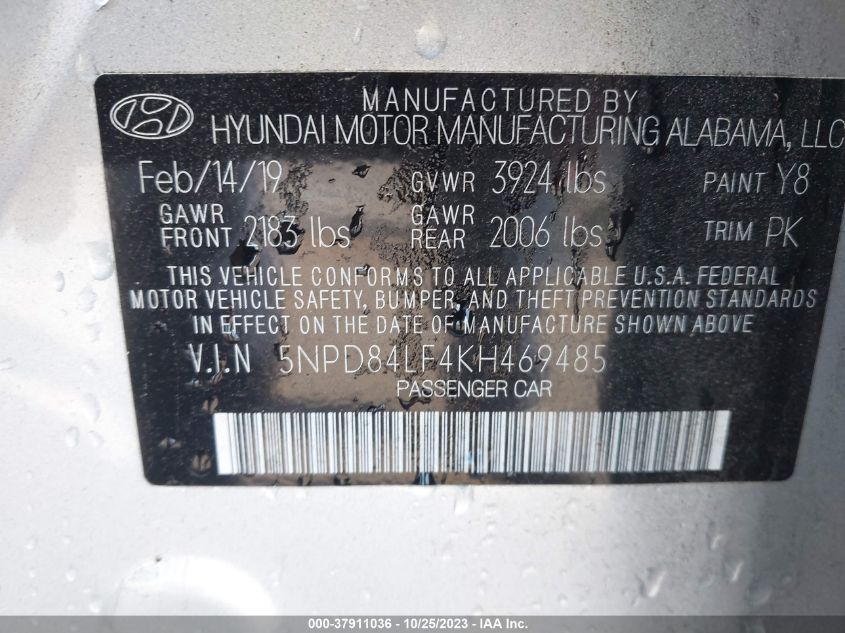 MANUFACTURED BY
HYUNDAI MOTOR MANUFACTURING ALABAMA, LLC
Feb/14/19 GVWR 3924 lbs PAINT Y8
GAWR FRONT 2183 lbs GAWR REAR 2006 lbs TRIM PK
THIS VEHICLE CONFORMS TO ALL APPLICABLE U.S.A. FEDERAL
MOTOR VEHICLE SAFETY, BUMPER, AND THEFT PREVENTION STANDARDS
IN EFFECT ON THE DATE OF MANUFACTURE SHOWN ABOVE
V.I.N 5NPD84LF4KH469485
PASSENGER CAR
000-37911036 - 10/25/2023 - IAA Inc.